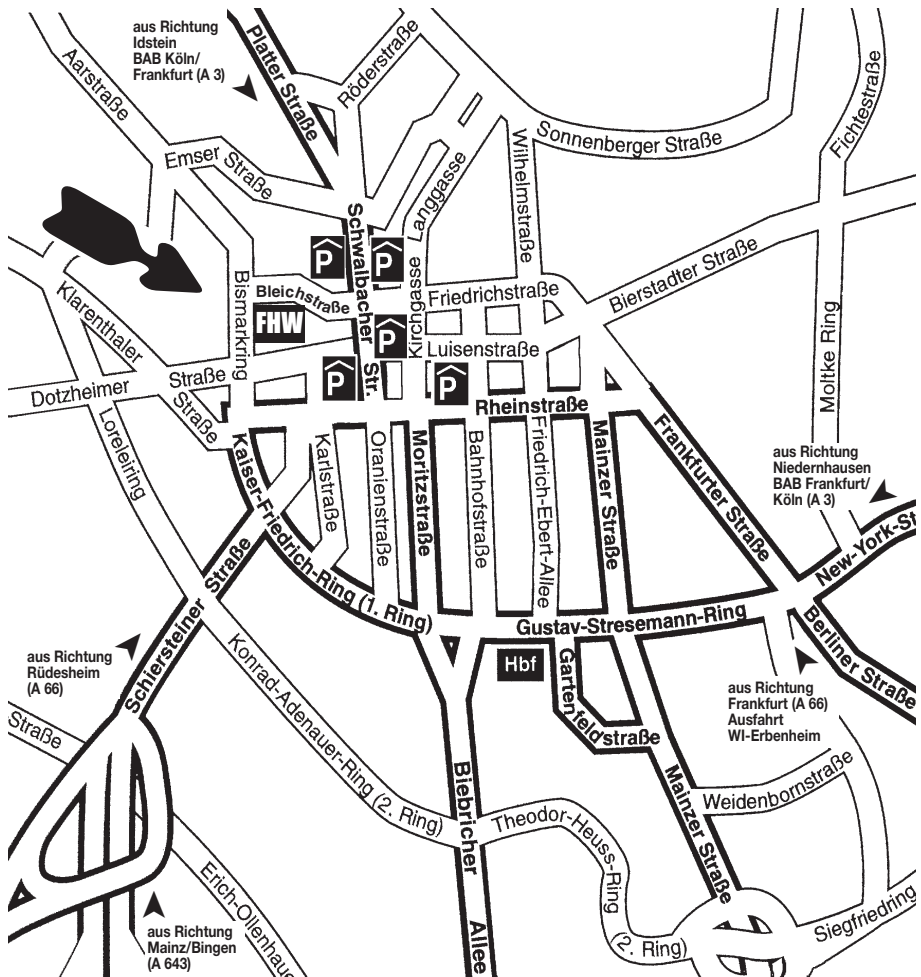 aus Richtung
Idstein
BAB Köln/
Frankfurt (A 3)
Platter Straße
Röderstraße
Aarstraße
Fichtestraße
Sonnenberger Straße
Emser Straße
Wilhelmstraße
Langgasse
Schwalbacher Str.
P
P
Bierstadter Straße
Klarenthaler Straße
Bismarkring
Bleichstraße
Kirchgasse
Friedrichstraße
FHW
P
Luisenstraße
Moltke Ring
Dotzheimer Straße
P
P
Rheinstraße
Loreleiring
Kaiser-Friedrich-Ring (1. Ring)
Karlstraße
Oranienstraße
Moritzstraße
Bahnhofstraße
Friedrich-Ebert-Allee
Mainzer Straße
Frankfurter Straße
aus Richtung
Niedernhausen
BAB Frankfurt/
Köln (A 3)
New-York-St
Schiersteiner Straße
Gustav-Stresemann-Ring
Berliner Straße
aus Richtung
Rüdesheim
(A 66)
Hbf
Gartenfeldstraße
aus Richtung
Frankfurt (A 66)
Ausfahrt
WI-Erbenheim
Konrad-Adenauer-Ring (2. Ring)
Straße
Biebricher Allee
Mainzer Straße
Weidenbornstraße
Theodor-Heuss-Ring
(2. Ring)
Erich-Ollenhau
Siegfriedring
aus Richtung
Mainz/Bingen
(A 643)